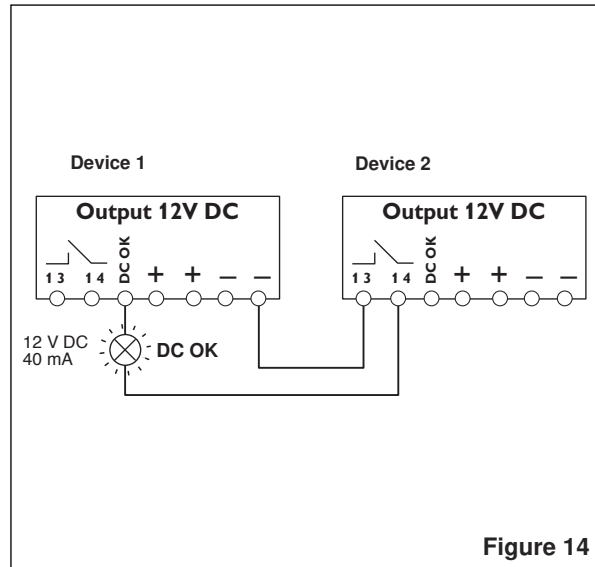 Device 1
Device 2
Output 12V DC
13 14 DC OK + + – –
Output 12V DC
13 14 DC OK + + – –
12 V DC
40 mA
DC OK
Figure 14